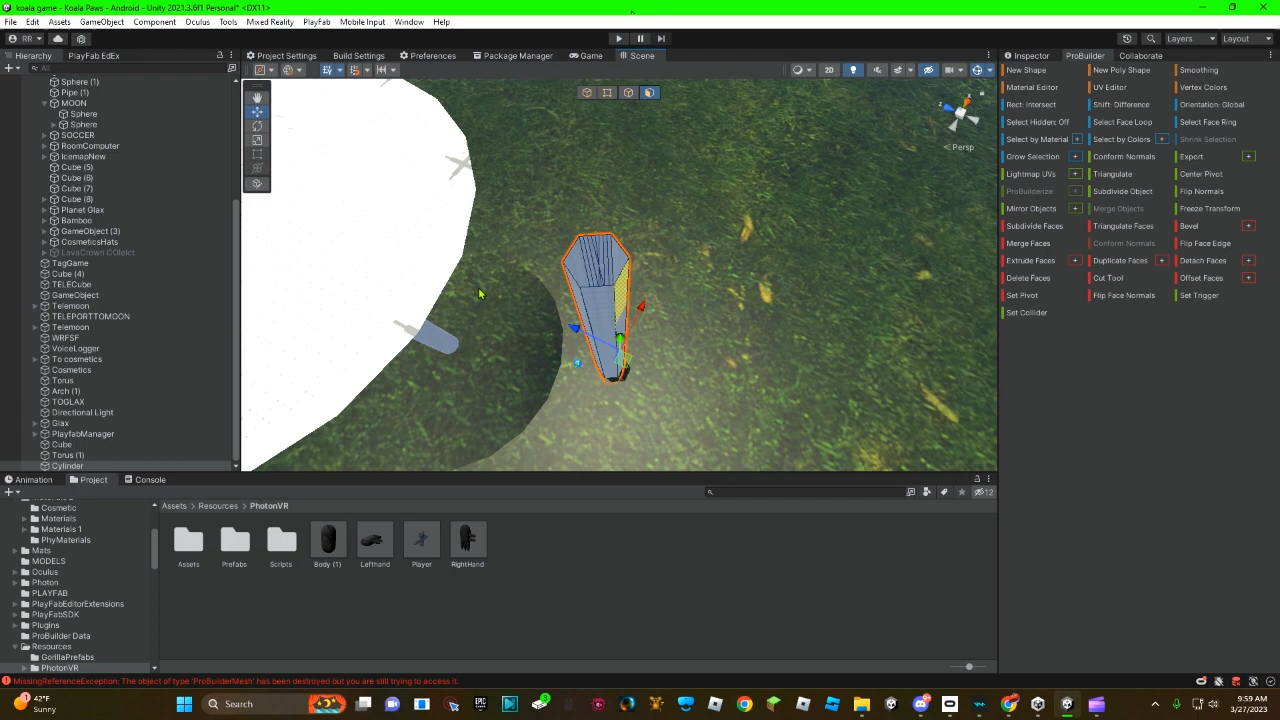 koala game - Koala Paws - Android - Unity 2021.3.6f1 Personal* <DX11>
File Edit Assets GameObject Component Oculus Tools Mixed Reality PlayFab Mobile Input Window Help
RR Layers Layout
Hierarchy PlayFab EdEx Project Settings Build Settings Preferences Package Manager Game Scene Inspector ProBuilder Collaborate
All 2D
Sphere (1)
Pipe (1)
MOON
Sphere
Sphere
SOCCER
RoomComputer
IcemapNew
Cube (5)
Cube (6)
Cube (7)
Cube (8)
Planet Glax
Bamboo
GameObject (3)
CosmeticsHats
LavaCrown COlelct
TagGame
Cube (4)
TELECube
GameObject
Telemoon
TELEPORTTOMOON
Telemoon
WRFSF
VoiceLogger
To cosmetics
Cosmetics
Torus
Arch (1)
TOGLAX
Directional Light
Glax
PlayfabManager
Cube
Torus (1)
Cylinder
z x
< Persp
New Shape New Poly Shape Smoothing
Material Editor UV Editor Vertex Colors
Rect: Intersect Shift: Difference Orientation: Global
Select Hidden: Off Select Face Loop Select Face Ring
Select by Material + Select by Colors + Shrink Selection
Grow Selection + Conform Normals Export +
Lightmap UVs + Triangulate Center Pivot
ProBuilderize + Subdivide Object Flip Normals
Mirror Objects + Merge Objects Freeze Transform
Subdivide Faces Triangulate Faces Bevel +
Merge Faces Conform Normals Flip Face Edge
Extrude Faces + Duplicate Faces + Detach Faces +
Delete Faces Cut Tool Offset Faces +
Set Pivot Flip Face Normals Set Trigger
Set Collider
Animation Project Console
12
Assets > Resources > PhotonVR
Cosmetic
Materials
Materials 1
PhyMaterials
Mats
MODELS
Oculus
Photon
PLAYFAB
PlayFabEditorExtensions
PlayFabSDK
Plugins
ProBuilder Data
Resources
GorillaPrefabs
PhotonVR
Assets Prefabs Scripts Body (1) Lefthand Player RightHand
MissingReferenceException: The object of type 'ProBuilderMesh' has been destroyed but you are still trying to access it.
42°F
Sunny
Search
EPIC
9:59 AM
3/27/2023